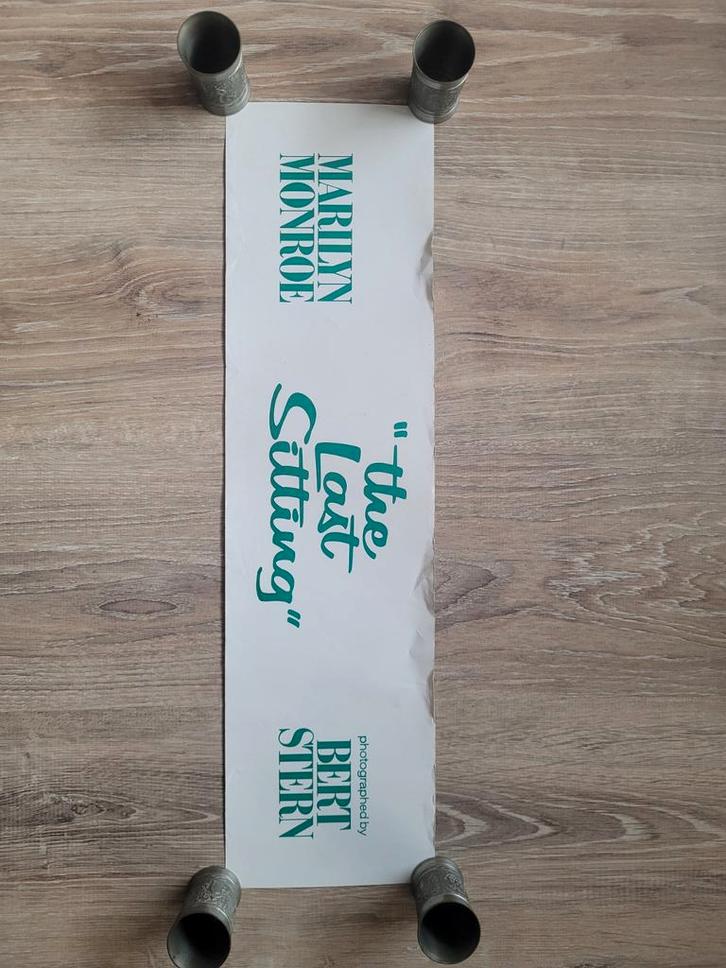 MARILYN
MONROE
"the
Last
Sitting"
photographed by
BERT
STERN